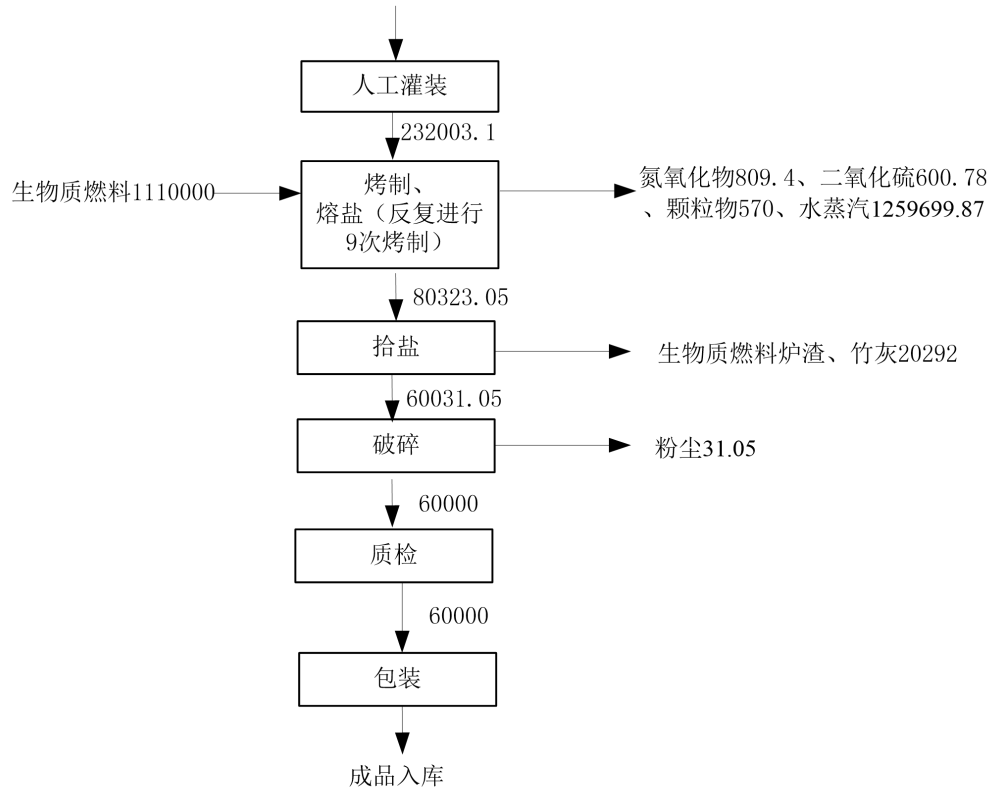 人工灌装
232003.1
生物质燃料1110000
烤制、
熔盐（反复进行
9次烤制）
氮氧化物809.4、二氧化硫600.78
、颗粒物570、水蒸汽1259699.87
80323.05
拾盐
生物质燃料炉渣、竹灰20292
60031.05
破碎
粉尘31.05
60000
质检
60000
包装
成品入库